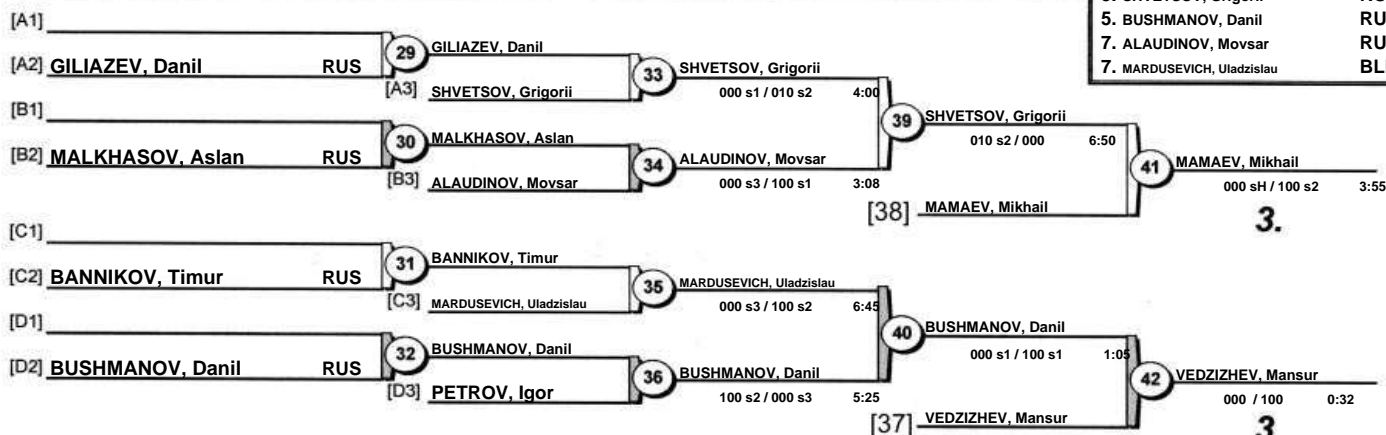 5. BUSHMANOV, Danil RU
7. ALAUDINOV, Movsar RU
7. MARDUSEVICH, Uladzislau BL
[A1]
[A2] GILIAZEV, Danil RUS
29
GILIAZEV, Danil
[A3] SHVETSOV, Grigorii
33
SHVETSOV, Grigorii
000 s1 / 010 s2 4:00
[B1]
[B2] MALKHASOV, Aslan RUS
30
MALKHASOV, Aslan
[B3] ALAUDINOV, Movsar
34
ALAUDINOV, Movsar
000 s3 / 100 s1 3:08
39
SHVETSOV, Grigorii
010 s2 / 000 6:50
[38] MAMAEV, Mikhail
41
MAMAEV, Mikhail
000 sH / 100 s2 3:55
3.
[C1]
[C2] BANNIKOV, Timur RUS
31
BANNIKOV, Timur
[C3] MARDUSEVICH, Uladzislau
35
MARDUSEVICH, Uladzislau
000 s3 / 100 s2 6:45
[D1]
[D2] BUSHMANOV, Danil RUS
32
BUSHMANOV, Danil
[D3] PETROV, Igor
36
BUSHMANOV, Danil
100 s2 / 000 s3 5:25
40
BUSHMANOV, Danil
000 s1 / 100 s1 1:05
[37] VEDZIZHEV, Mansur
42
VEDZIZHEV, Mansur
000 / 100 0:32
3